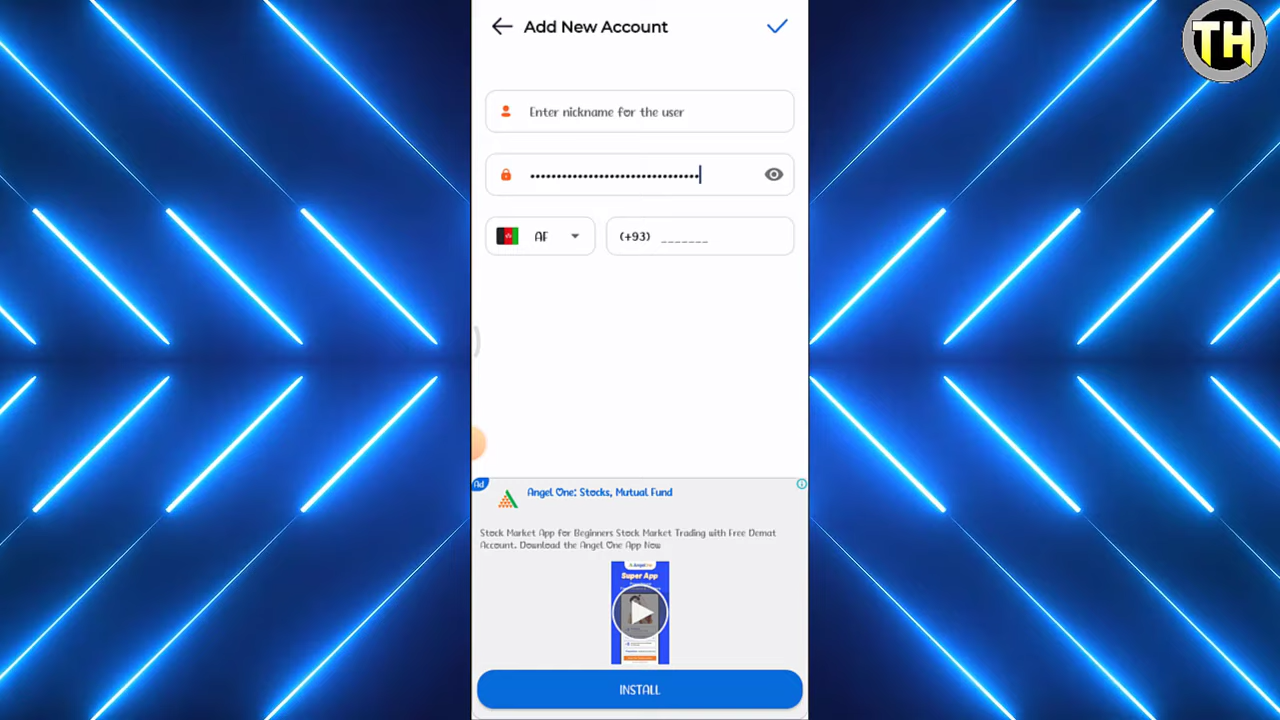 TH
Add New Account
Enter nickname for the user
••••••••••••••••••••••••••••••••
AF
(+93) _______
Ad
Angel One: Stocks, Mutual Fund
Stock Market App for Beginners Stock Market Trading with Free Demat
Account. Download the Angel One App Now
Super App
INSTALL